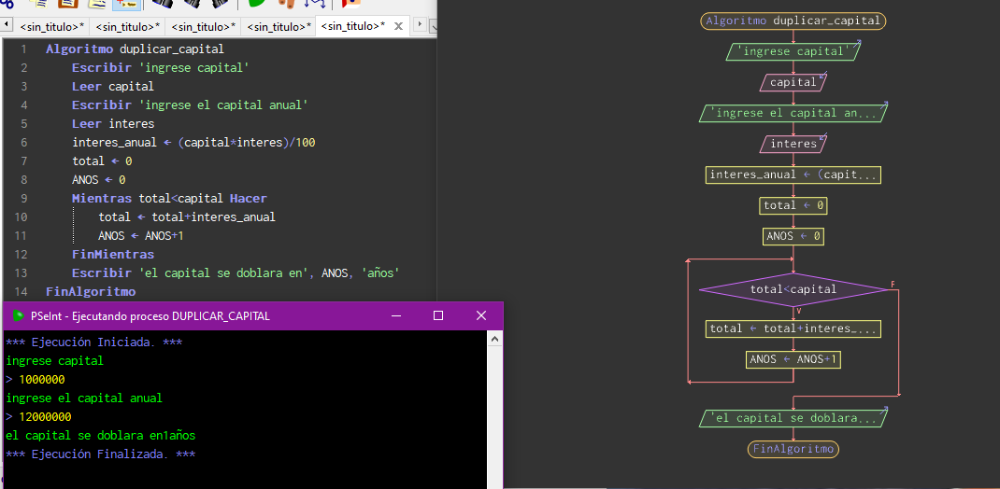 <sin_titulo>* <sin_titulo>* <sin_titulo>* <sin_titulo>* <sin_titulo>*
1 Algoritmo duplicar_capital
2 Escribir 'ingrese capital'
3 Leer capital
4 Escribir 'ingrese el capital anual'
5 Leer interes
6 interes_anual ← (capital*interes)/100
7 total ← 0
8 ANOS ← 0
9 Mientras total<capital Hacer
10 total ← total+interes_anual
11 ANOS ← ANOS+1
12 FinMientras
13 Escribir 'el capital se doblara en', ANOS, 'años'
14 FinAlgoritmo
PSeInt - Ejecutando proceso DUPLICAR_CAPITAL
*** Ejecución Iniciada. ***
ingrese capital
> 1000000
ingrese el capital anual
> 12000000
el capital se doblara en1años
*** Ejecución Finalizada. ***
Algoritmo duplicar_capital
'ingrese capital'
capital
'ingrese el capital an...
interes
interes_anual ← (capit...
total ← 0
ANOS ← 0
total<capital
F
V
total ← total+interes_...
ANOS ← ANOS+1
'el capital se doblara...
FinAlgoritmo